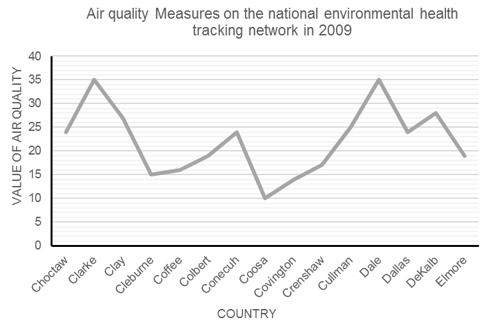 Air quality Measures on the national environmental health
tracking network in 2009
VALUE OF AIR QUALITY
40
35
30
25
20
15
10
5
0
Choctaw
Clarke
Clay
Cleburne
Coffee
Colbert
Conecuh
Coosa
Covington
Crenshaw
Cullman
Dale
Dallas
DeKalb
Elmore
COUNTRY